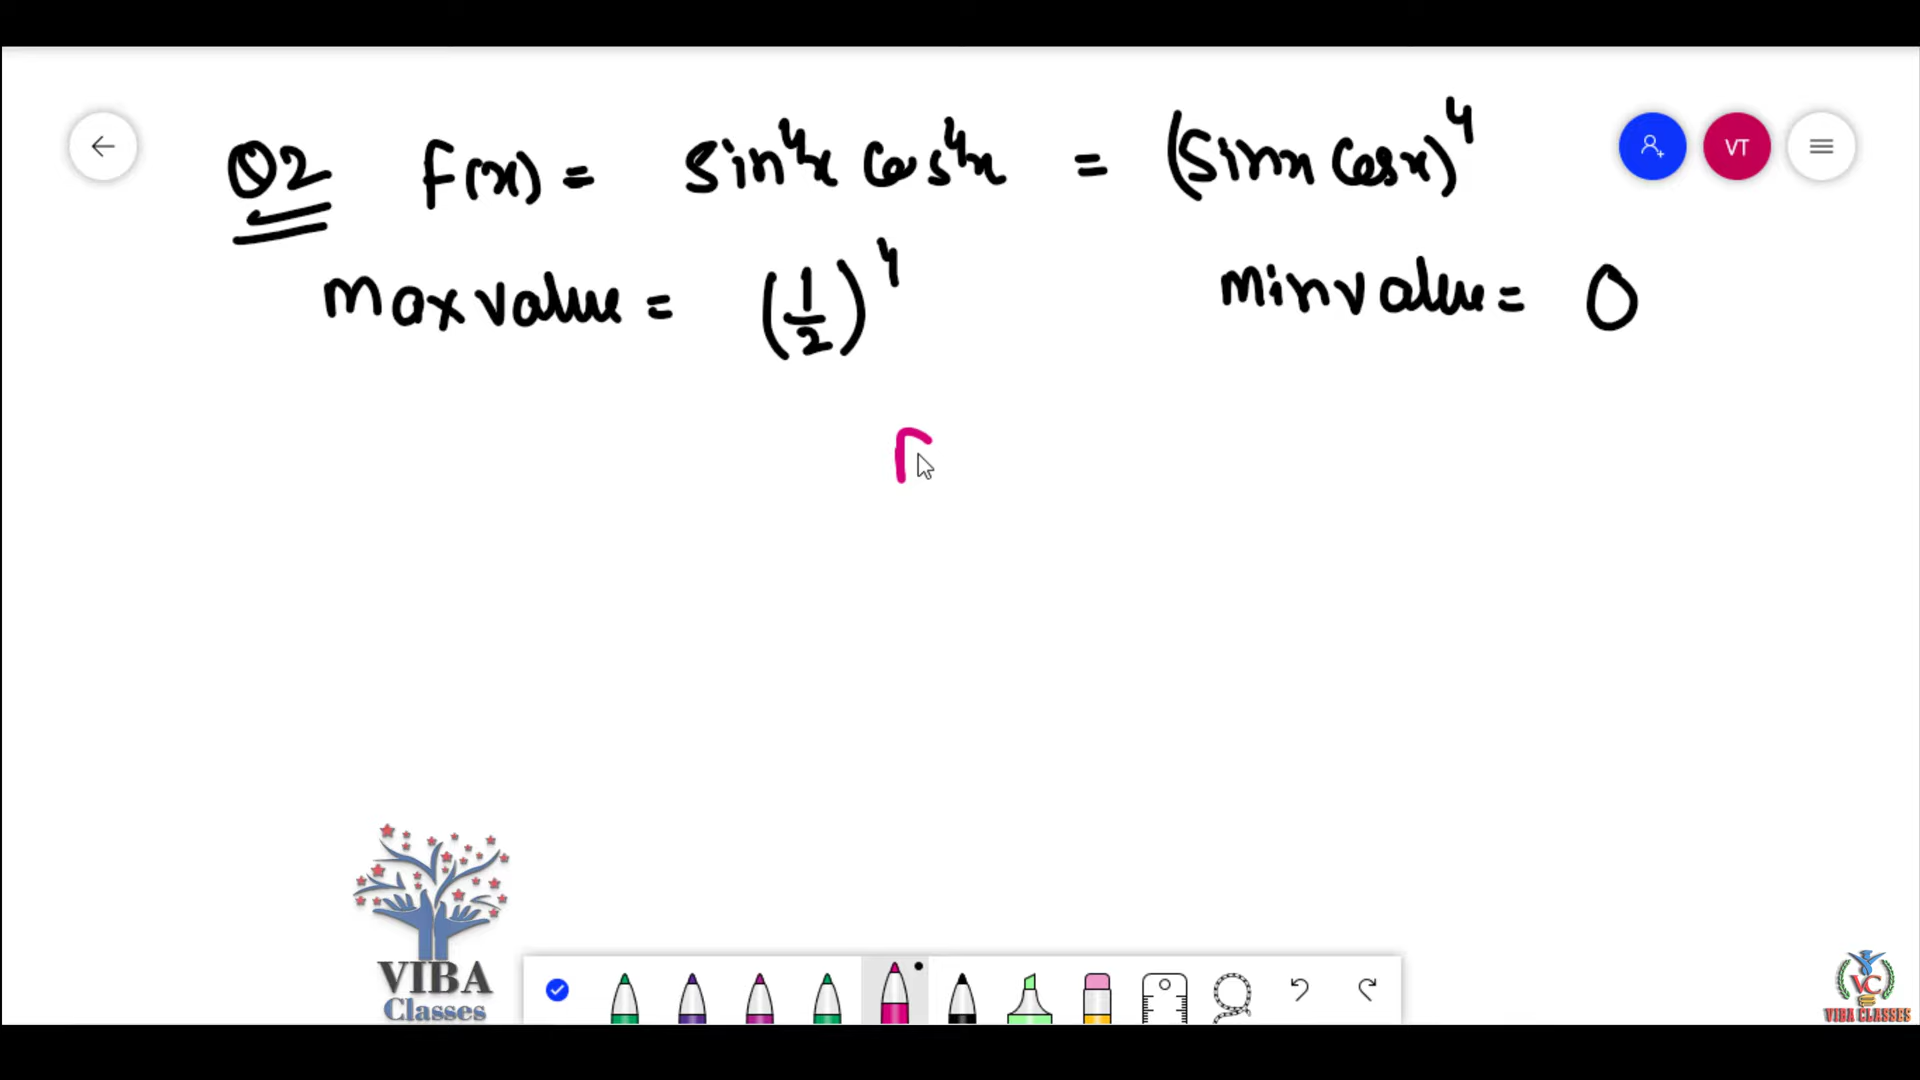 Q2 F(x) = Sin⁴x Cos⁴x = (Sinx Cosx)⁴
Max value = (1/2)⁴ Min value = 0
VT
VIBA
Classes
VC
VIBA CLASSES